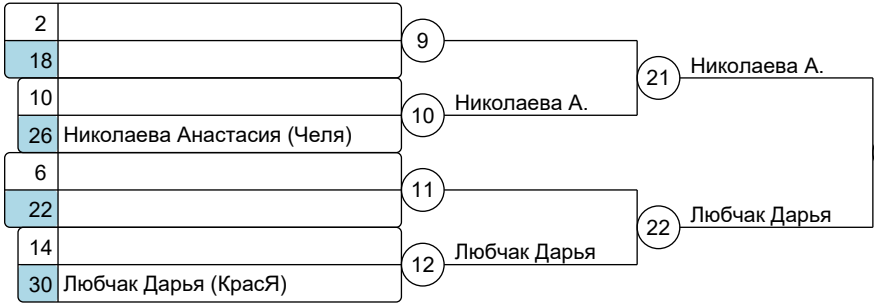 2
18
9
10
26 Николаева Анастасия (Челя)
10 Николаева А.
21 Николаева А.
6
22
11
14
30 Любчак Дарья (КрасЯ)
12 Любчак Дарья
22 Любчак Дарья